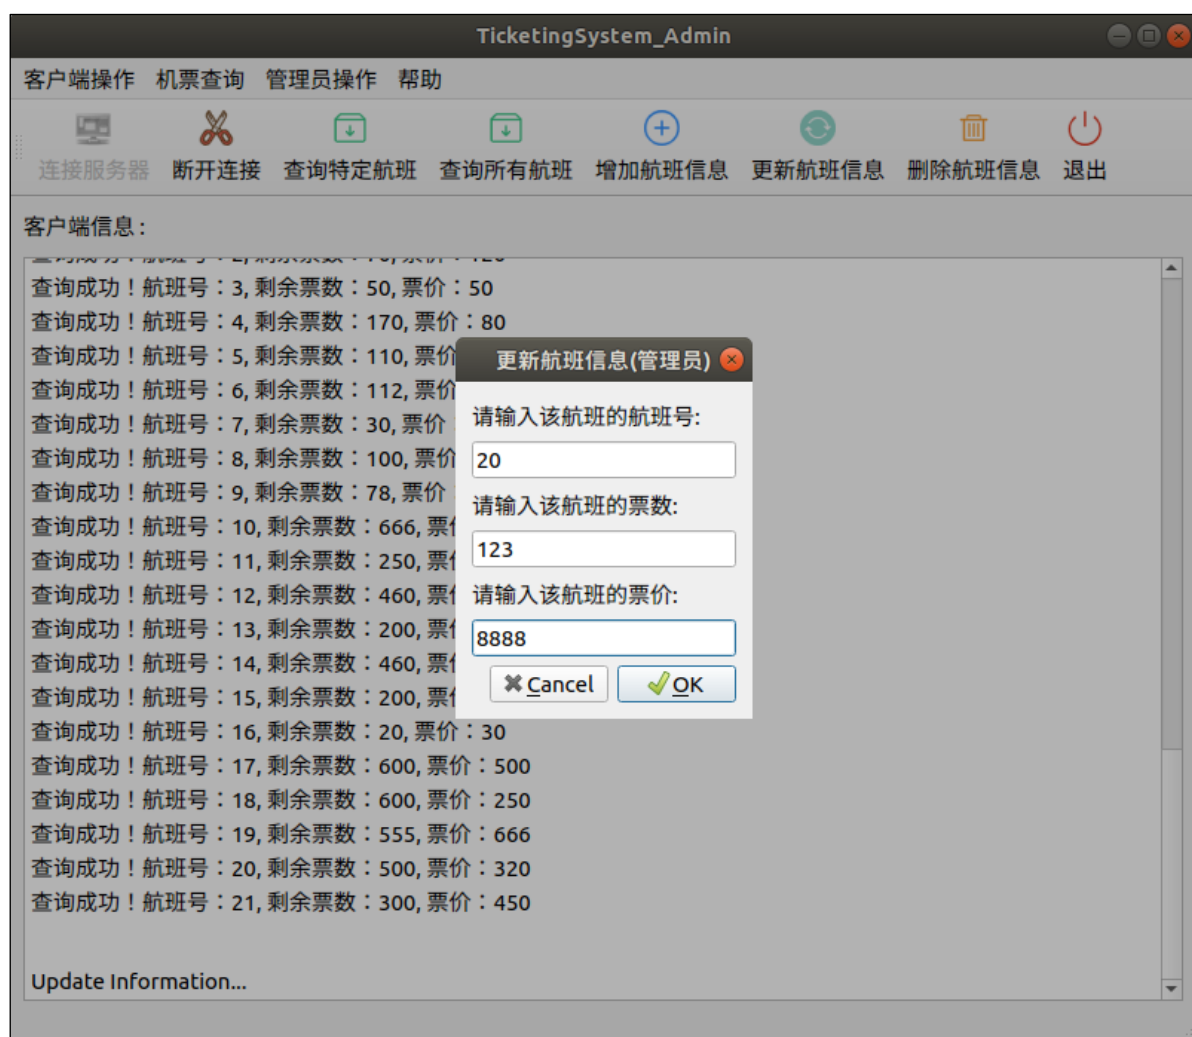 TicketingSystem_Admin
客户端操作 机票查询 管理员操作 帮助
连接服务器 断开连接 查询特定航班 查询所有航班 增加航班信息 更新航班信息 删除航班信息 退出
客户端信息:
查询成功!航班号:3, 剩余票数:50, 票价:50
查询成功!航班号:4, 剩余票数:170, 票价:80
查询成功!航班号:5, 剩余票数:110, 票价
查询成功!航班号:6, 剩余票数:112, 票价
查询成功!航班号:7, 剩余票数:30, 票价
查询成功!航班号:8, 剩余票数:100, 票价
查询成功!航班号:9, 剩余票数:78, 票价
查询成功!航班号:10, 剩余票数:666, 票
查询成功!航班号:11, 剩余票数:250, 票
查询成功!航班号:12, 剩余票数:460, 票
查询成功!航班号:13, 剩余票数:200, 票
查询成功!航班号:14, 剩余票数:460, 票
查询成功!航班号:15, 剩余票数:200, 票
查询成功!航班号:16, 剩余票数:20, 票价:30
查询成功!航班号:17, 剩余票数:600, 票价:500
查询成功!航班号:18, 剩余票数:600, 票价:250
查询成功!航班号:19, 剩余票数:555, 票价:666
查询成功!航班号:20, 剩余票数:500, 票价:320
查询成功!航班号:21, 剩余票数:300, 票价:450
Update Information...
更新航班信息(管理员)
请输入该航班的航班号:
20
请输入该航班的票数:
123
请输入该航班的票价:
8888
Cancel OK